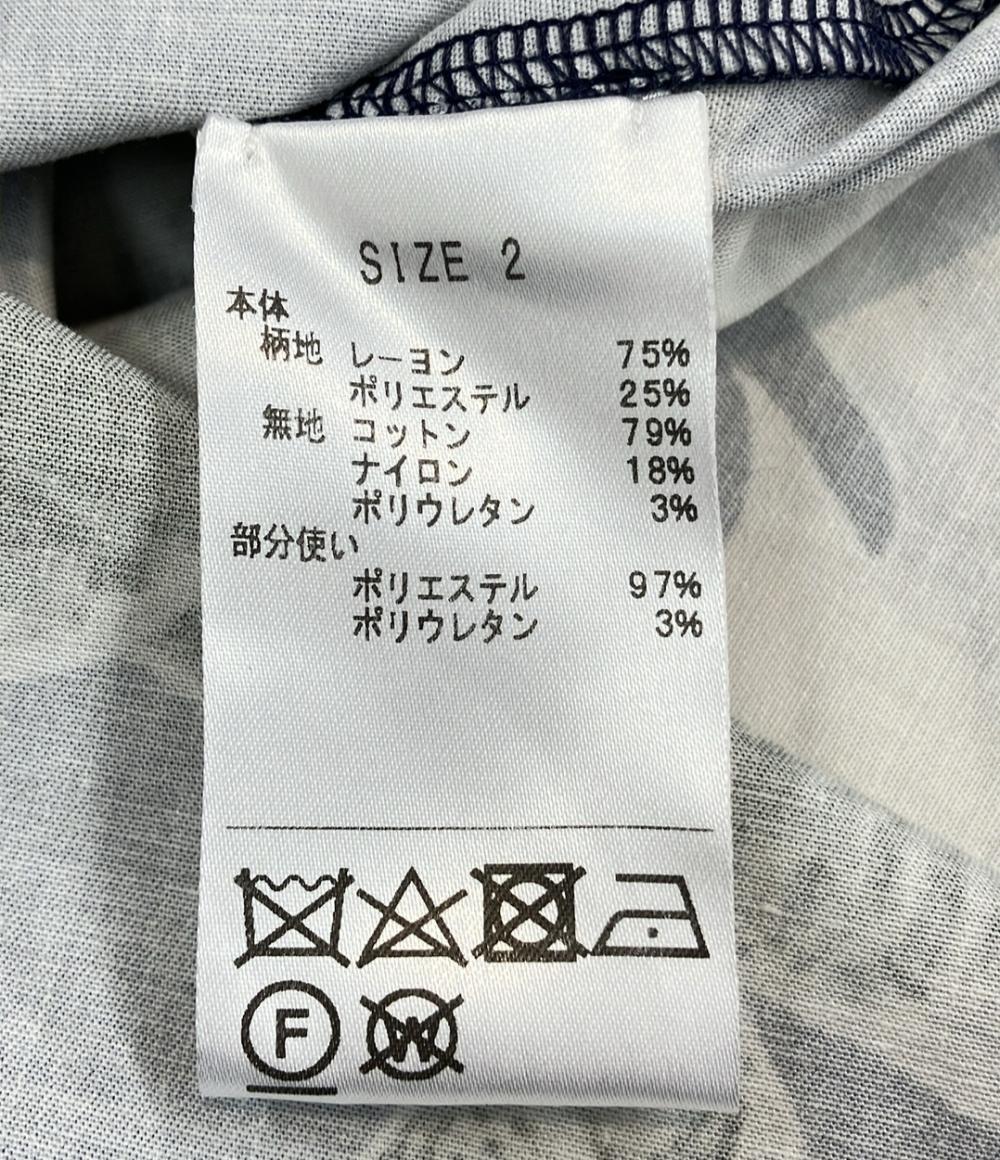 SIZE 2
本体
柄地 レーヨン 75%
ポリエステル 25%
無地 コットン 79%
ナイロン 18%
ポリウレタン 3%
部分使い
ポリエステル 97%
ポリウレタン 3%
F W